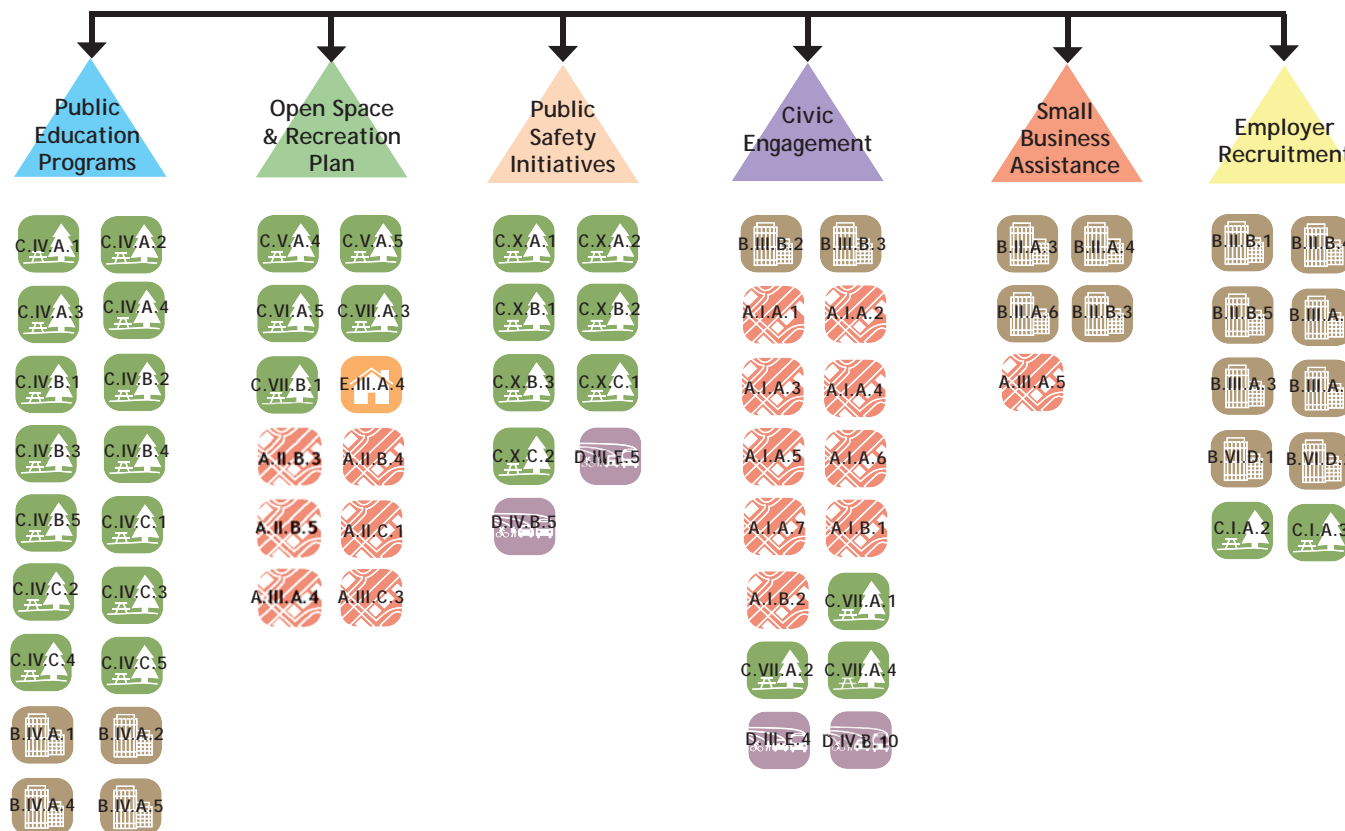 Public
Education
Programs
Open Space
& Recreation
Plan
Public
Safety
Initiatives
Civic
Engagement
Small
Business
Assistance
Employer
Recruitment
C.IV.A.1 C.IV.A.2
C.IV.A.3 C.IV.A.4
C.IV.B.1 C.IV.B.2
C.IV.B.3 C.IV.B.4
C.IV.B.5 C.IV.C.1
C.IV.C.2 C.IV.C.3
C.IV.C.4 C.IV.C.5
B.IV.A.1 B.IV.A.2
B.IV.A.4 B.IV.A.5
C.V.A.4 C.V.A.5
C.VI.A.5 C.VII.A.3
C.VII.B.1 E.III.A.4
A.II.B.3 A.II.B.4
A.II.B.5 A.II.C.1
A.III.A.4 A.III.C.3
C.X.A.1 C.X.A.2
C.X.B.1 C.X.B.2
C.X.B.3 C.X.C.1
C.X.C.2 D.III.E.5
D.IV.B.5
B.III.B.2 B.III.B.3
A.I.A.1 A.I.A.2
A.I.A.3 A.I.A.4
A.I.A.5 A.I.A.6
A.I.A.7 A.I.B.1
A.I.B.2 C.VII.A.1
C.VII.A.2 C.VII.A.4
D.III.E.4 D.IV.B.10
B.II.A.3 B.II.A.4
B.II.A.6 B.II.B.3
A.III.A.5
B.II.B.1 B.II.B.4
B.II.B.5 B.III.A.
B.III.A.3 B.III.A.
B.VI.D.1 B.VI.D.
C.I.A.2 C.I.A.3